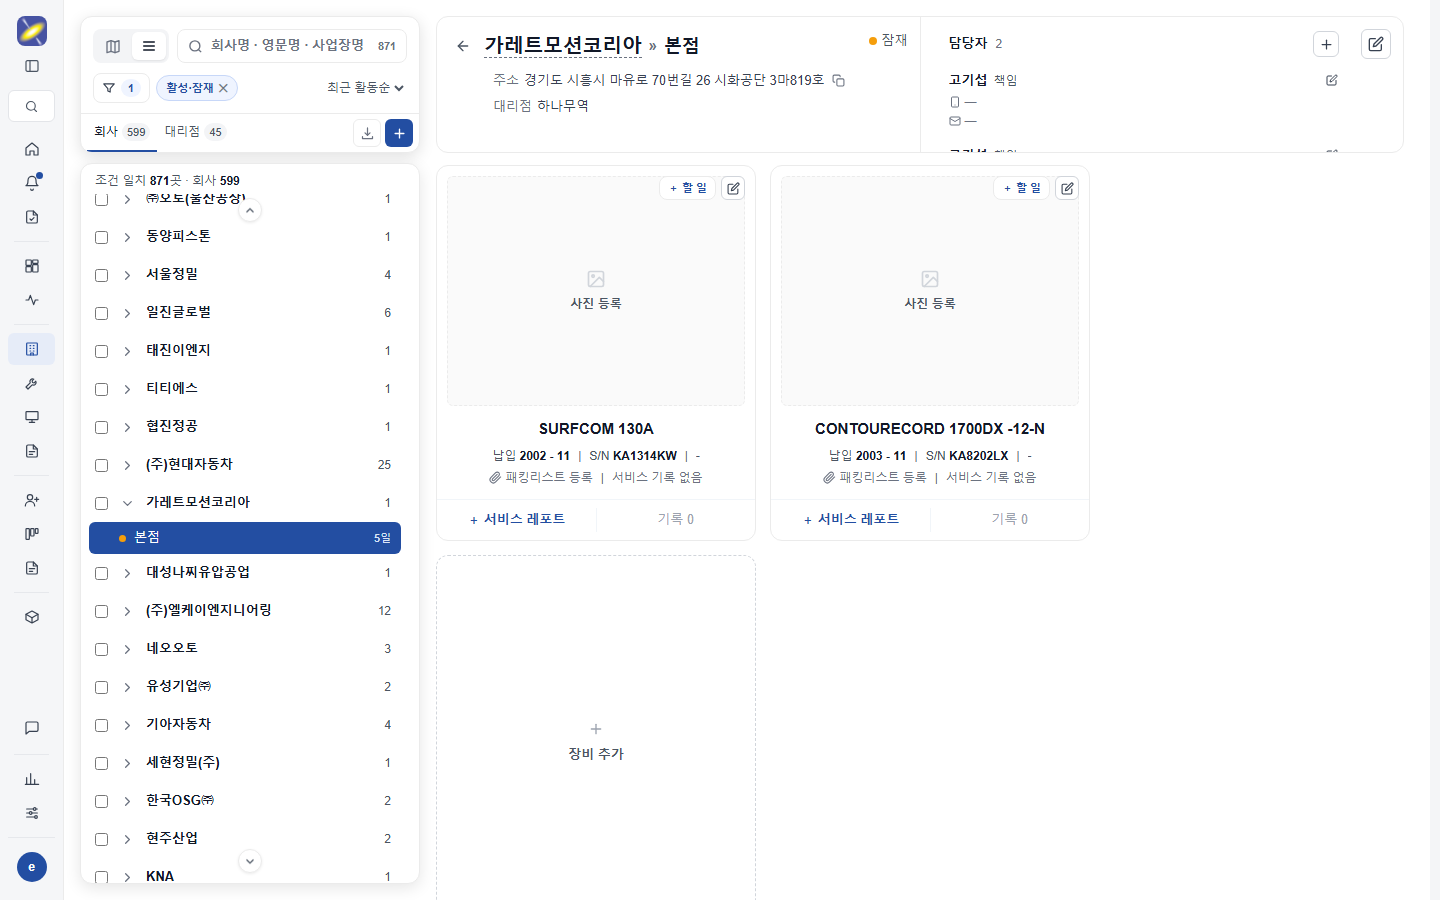 회사명 · 영문명 · 사업장명 871
1 활성·잠재 최근 활동순
회사 599 대리점 45
조건 일치 871곳 · 회사 599
㈜오토(울산공장) 1
동양피스톤 1
서울정밀 4
일진글로벌 6
태진이엔지 1
티티에스 1
협진정공 1
(주)현대자동차 25
가레트모션코리아 1
본점 5일
대성나찌유압공업 1
(주)엘케이엔지니어링 12
네오오토 3
유성기업㈜ 2
기아자동차 4
세현정밀(주) 1
한국OSG㈜ 2
현주산업 2
KNA 1
e
가레트모션코리아 » 본점
잠재
주소 경기도 시흥시 마유로 70번길 26 시화공단 3마819호
대리점 하나무역
담당자 2
고기섭 책임
—
—
+ 할 일
사진 등록
SURFCOM 130A
납입 2002 - 11 | S/N KA1314KW | -
패킹리스트 등록 | 서비스 기록 없음
+ 서비스 레포트 기록 0
+ 할 일
사진 등록
CONTOURECORD 1700DX -12-N
납입 2003 - 11 | S/N KA8202LX | -
패킹리스트 등록 | 서비스 기록 없음
+ 서비스 레포트 기록 0
장비 추가